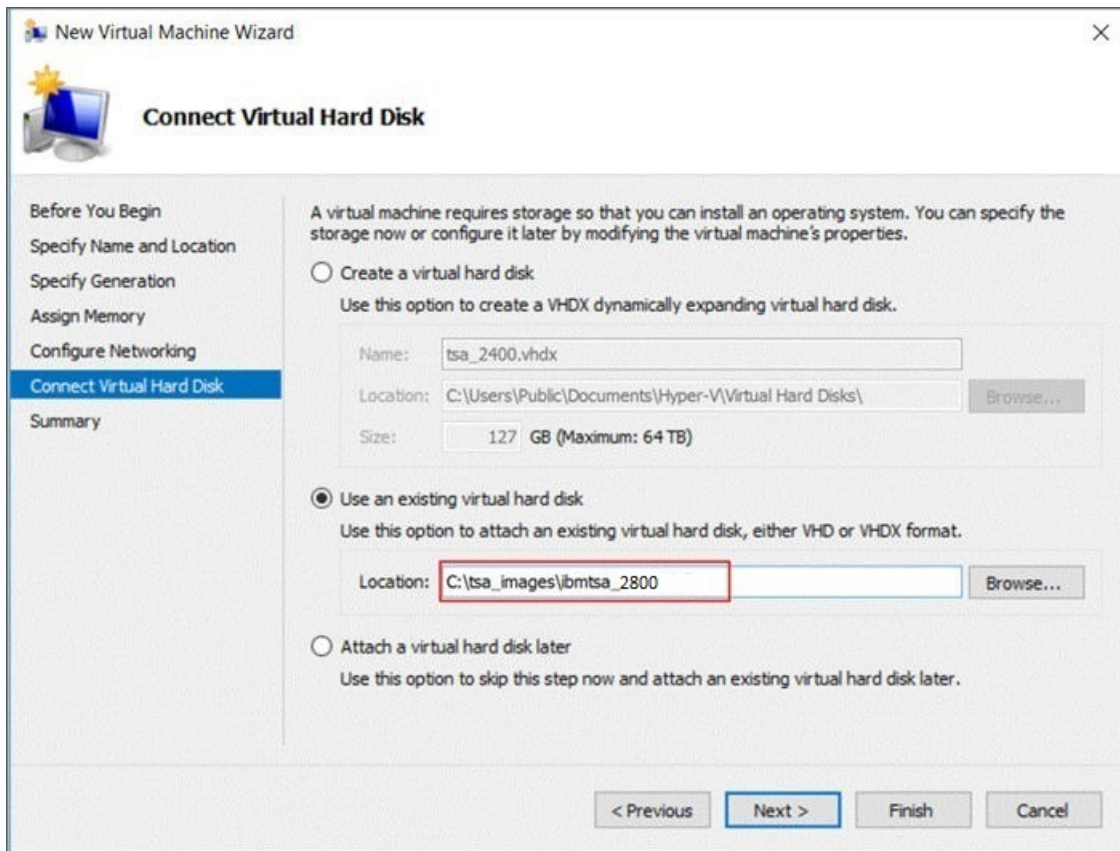 New Virtual Machine Wizard
Connect Virtual Hard Disk
Before You Begin
Specify Name and Location
Specify Generation
Assign Memory
Configure Networking
Connect Virtual Hard Disk
Summary
A virtual machine requires storage so that you can install an operating system. You can specify the
storage now or configure it later by modifying the virtual machine's properties.
Create a virtual hard disk
Use this option to create a VHDX dynamically expanding virtual hard disk.
Name: tsa_2400.vhdx
Location: C:\Users\Public\Documents\Hyper-V\Virtual Hard Disks\ Browse...
Size: 127 GB (Maximum: 64 TB)
Use an existing virtual hard disk
Use this option to attach an existing virtual hard disk, either VHD or VHDX format.
Location: C:\tsa_images\ibmtsa_2800 Browse...
Attach a virtual hard disk later
Use this option to skip this step now and attach an existing virtual hard disk later.
< Previous Next > Finish Cancel